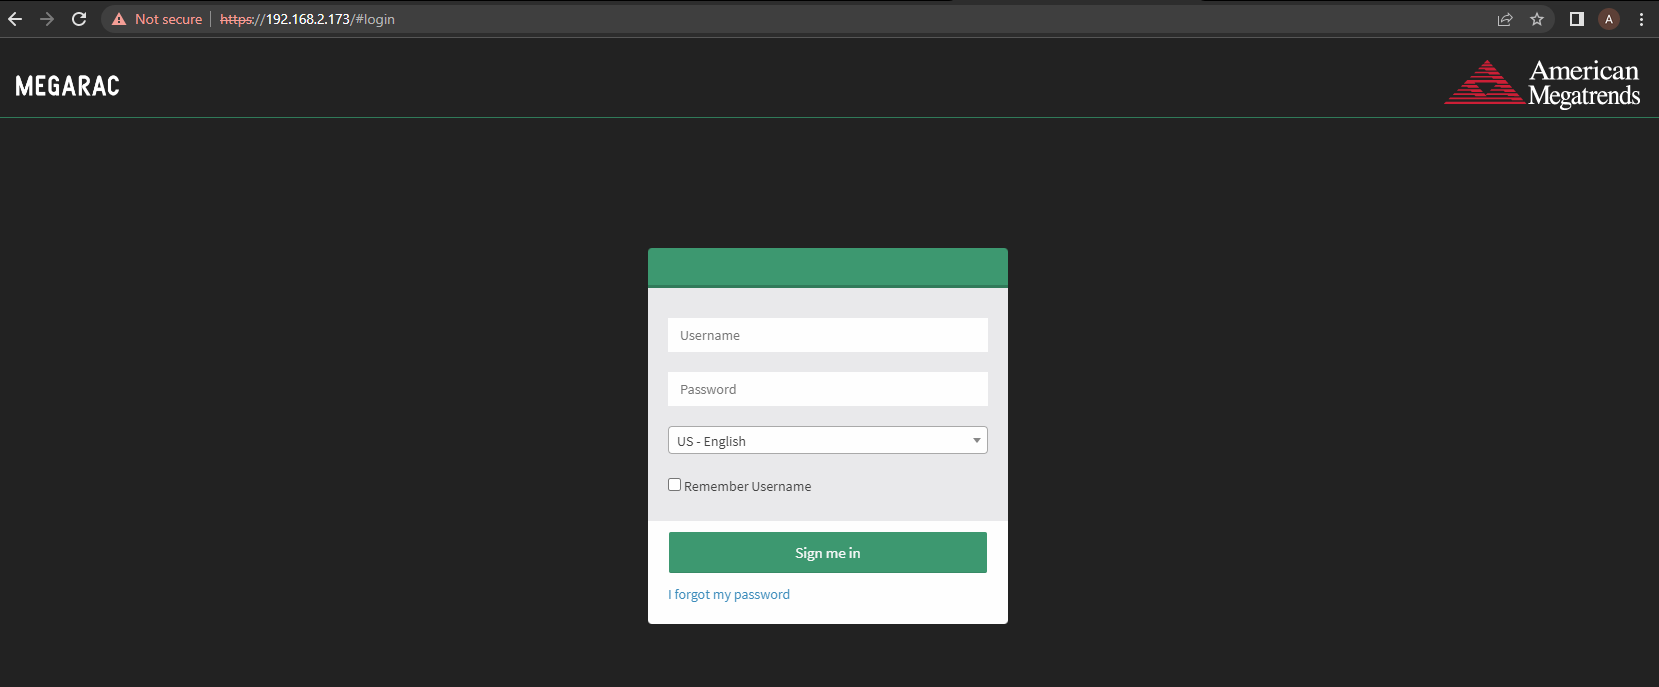 Not secure | https://192.168.2.173/#login
A
MEGARAC
American
Megatrends
Username
Password
US - English
Remember Username
Sign me in
I forgot my password